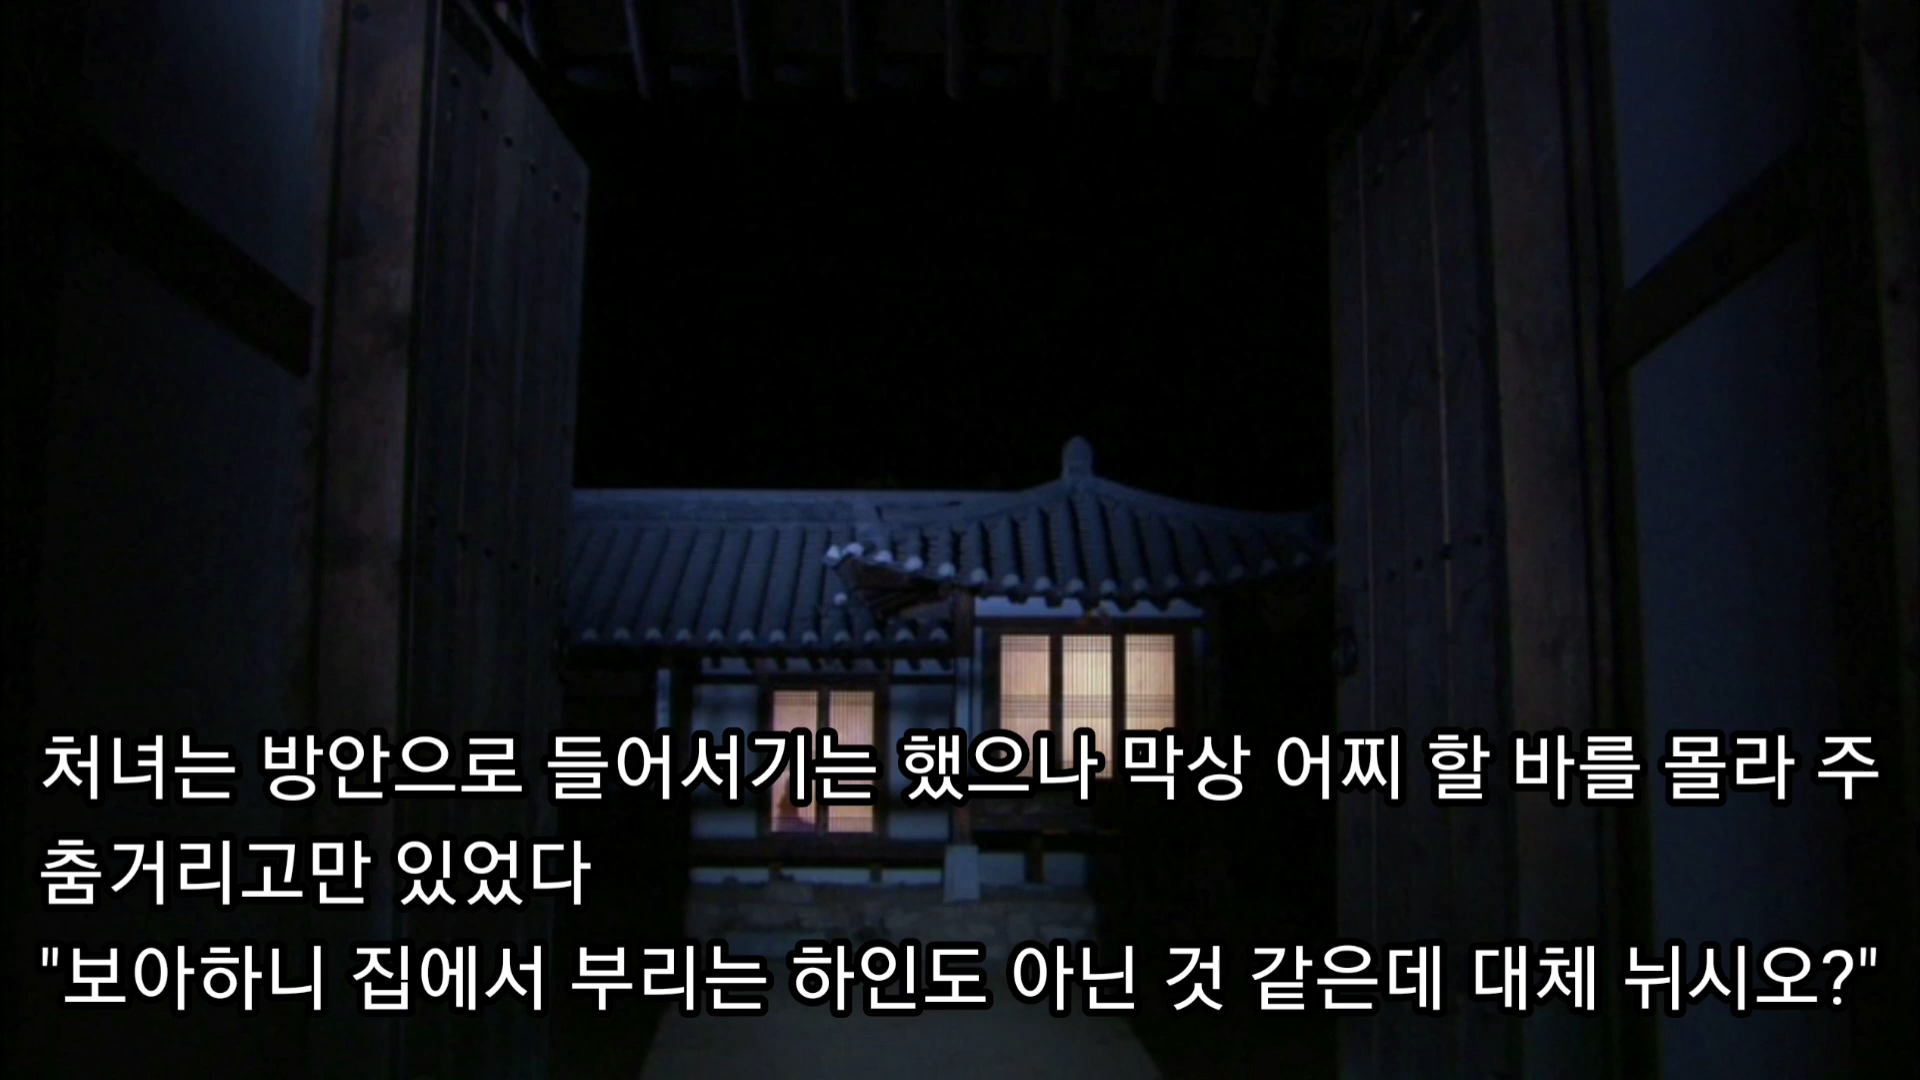 처녀는 방안으로 들어서기는 했으나 막상 어찌 할 바를 몰라 주
춤거리고만 있었다
"보아하니 집에서 부리는 하인도 아닌 것 같은데 대체 뉘시오?"